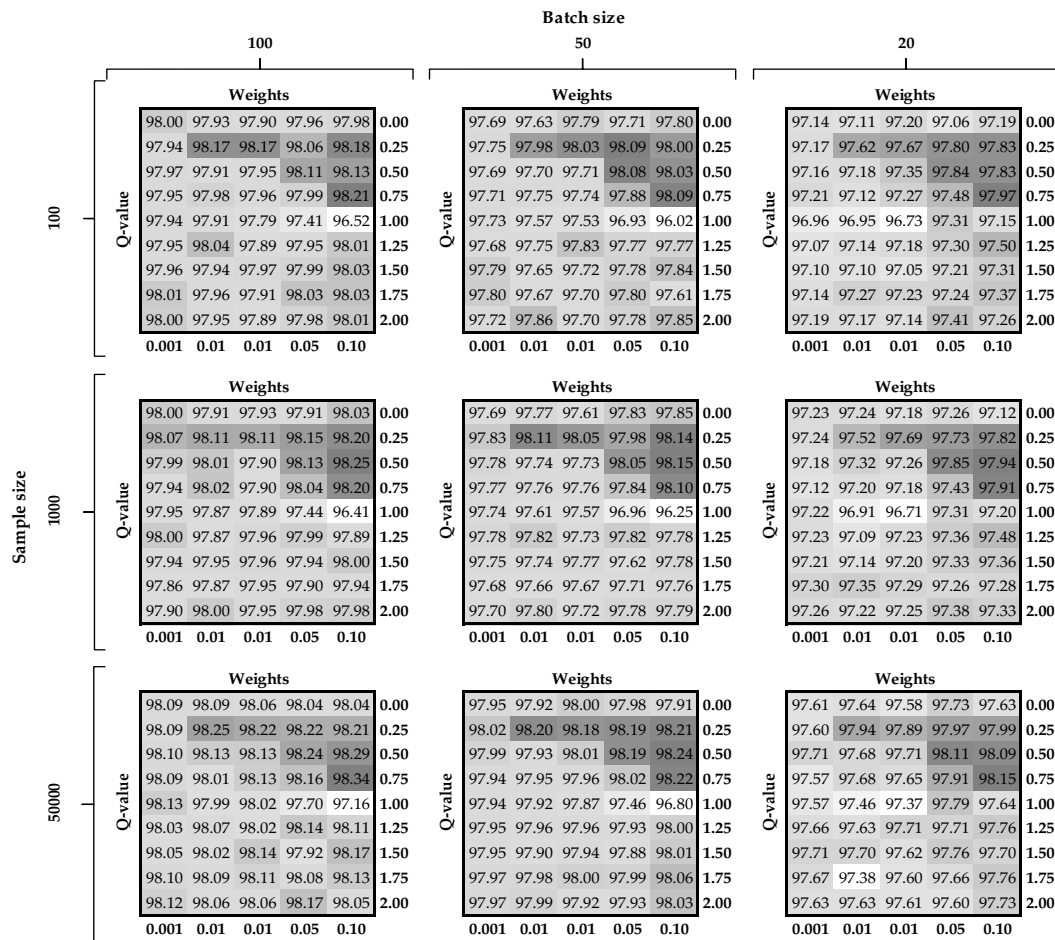 Batch size
100 50 20
Weights Weights Weights
98.00 97.93 97.90 97.96 97.98 0.00 97.69 97.63 97.79 97.71 97.80 0.00 97.14 97.11 97.20 97.06 97.19 0.00
97.94 98.17 98.17 98.06 98.18 0.25 97.75 97.98 98.03 98.09 98.00 0.25 97.17 97.62 97.67 97.80 97.83 0.25
97.97 97.91 97.95 98.11 98.13 0.50 97.69 97.70 97.71 98.08 98.03 0.50 97.16 97.18 97.35 97.84 97.83 0.50
97.95 97.98 97.96 97.99 98.21 0.75 97.71 97.75 97.74 97.88 98.09 0.75 97.21 97.12 97.27 97.48 97.97 0.75
100 Q-value 97.94 97.91 97.79 97.41 96.52 1.00 Q-value 97.73 97.57 97.53 96.93 96.02 1.00 Q-value 96.96 96.95 96.73 97.31 97.15 1.00
97.95 98.04 97.89 97.95 98.01 1.25 97.68 97.75 97.83 97.77 97.77 1.25 97.07 97.14 97.18 97.30 97.50 1.25
97.96 97.94 97.97 97.99 98.03 1.50 97.79 97.65 97.72 97.78 97.84 1.50 97.10 97.10 97.05 97.21 97.31 1.50
98.01 97.96 97.91 98.03 98.03 1.75 97.80 97.67 97.70 97.80 97.61 1.75 97.14 97.27 97.23 97.24 97.37 1.75
98.00 97.95 97.89 97.98 98.01 2.00 97.72 97.86 97.70 97.78 97.85 2.00 97.19 97.17 97.14 97.41 97.26 2.00
0.001 0.01 0.01 0.05 0.10 0.001 0.01 0.01 0.05 0.10 0.001 0.01 0.01 0.05 0.10
Weights Weights Weights
98.00 97.91 97.93 97.91 98.03 0.00 97.69 97.77 97.61 97.83 97.85 0.00 97.23 97.24 97.18 97.26 97.12 0.00
98.07 98.11 98.11 98.15 98.20 0.25 97.83 98.11 98.05 97.98 98.14 0.25 97.24 97.52 97.69 97.73 97.82 0.25
97.99 98.01 97.90 98.13 98.25 0.50 97.78 97.74 97.73 98.05 98.15 0.50 97.18 97.32 97.26 97.85 97.94 0.50
97.94 98.02 97.90 98.04 98.20 0.75 97.77 97.76 97.76 97.84 98.10 0.75 97.12 97.20 97.18 97.43 97.91 0.75
Sample size 1000 Q-value 97.95 97.87 97.89 97.44 96.41 1.00 Q-value 97.74 97.61 97.57 96.96 96.25 1.00 Q-value 97.22 96.91 96.71 97.31 97.20 1.00
98.00 97.87 97.96 97.99 97.89 1.25 97.78 97.82 97.73 97.82 97.78 1.25 97.23 97.09 97.23 97.36 97.48 1.25
97.94 97.95 97.96 97.94 98.00 1.50 97.75 97.74 97.77 97.62 97.78 1.50 97.21 97.14 97.20 97.33 97.36 1.50
97.86 97.87 97.95 97.90 97.94 1.75 97.68 97.66 97.67 97.71 97.76 1.75 97.30 97.35 97.29 97.26 97.28 1.75
97.90 98.00 97.95 97.98 97.98 2.00 97.70 97.80 97.72 97.78 97.79 2.00 97.26 97.22 97.25 97.38 97.33 2.00
0.001 0.01 0.01 0.05 0.10 0.001 0.01 0.01 0.05 0.10 0.001 0.01 0.01 0.05 0.10
Weights Weights Weights
98.09 98.09 98.06 98.04 98.04 0.00 97.95 97.92 98.00 97.98 97.91 0.00 97.61 97.64 97.58 97.73 97.63 0.00
98.09 98.25 98.22 98.22 98.21 0.25 98.02 98.20 98.18 98.19 98.21 0.25 97.60 97.94 97.89 97.97 97.99 0.25
98.10 98.13 98.13 98.24 98.29 0.50 97.99 97.93 98.01 98.19 98.24 0.50 97.71 97.68 97.71 98.11 98.09 0.50
98.09 98.01 98.13 98.16 98.34 0.75 97.94 97.95 97.96 98.02 98.22 0.75 97.57 97.68 97.65 97.91 98.15 0.75
50000 Q-value 98.13 97.99 98.02 97.70 97.16 1.00 Q-value 97.94 97.92 97.87 97.46 96.80 1.00 Q-value 97.57 97.46 97.37 97.79 97.64 1.00
98.03 98.07 98.02 98.14 98.11 1.25 97.95 97.96 97.96 97.93 98.00 1.25 97.66 97.63 97.71 97.71 97.76 1.25
98.05 98.02 98.14 97.92 98.17 1.50 97.95 97.90 97.94 97.88 98.01 1.50 97.71 97.70 97.62 97.76 97.70 1.50
98.10 98.09 98.11 98.08 98.13 1.75 97.97 97.98 98.00 97.99 98.06 1.75 97.67 97.38 97.60 97.66 97.76 1.75
98.12 98.06 98.06 98.17 98.05 2.00 97.97 97.99 97.92 97.93 98.03 2.00 97.63 97.63 97.61 97.60 97.73 2.00
0.001 0.01 0.01 0.05 0.10 0.001 0.01 0.01 0.05 0.10 0.001 0.01 0.01 0.05 0.10